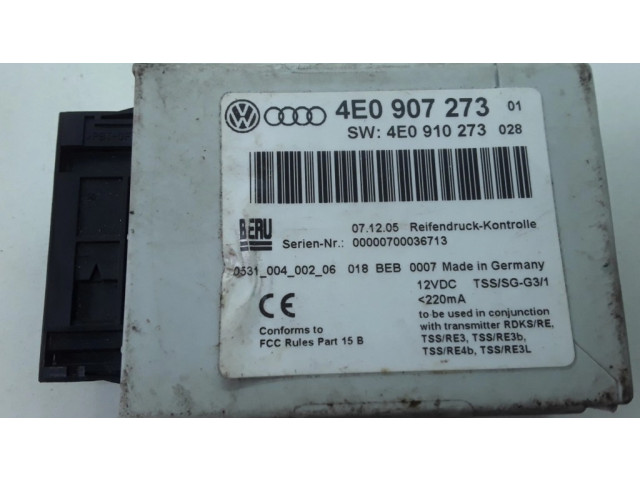 4E0 907 273 01
SW: 4E0 910 273 028
BERU
07.12.05 Reifendruck-Kontrolle
Serien-Nr.: 00000700036713
0531_004_002_06 018 BEB 0007 Made in Germany
12VDC TSS/SG-G3/1
<220mA
CE
Conforms to
FCC Rules Part 15 B
to be used in conjunction
with transmitter RDKS/RE,
TSS/RE3, TSS/RE3b,
TSS/RE4b, TSS/RE3L